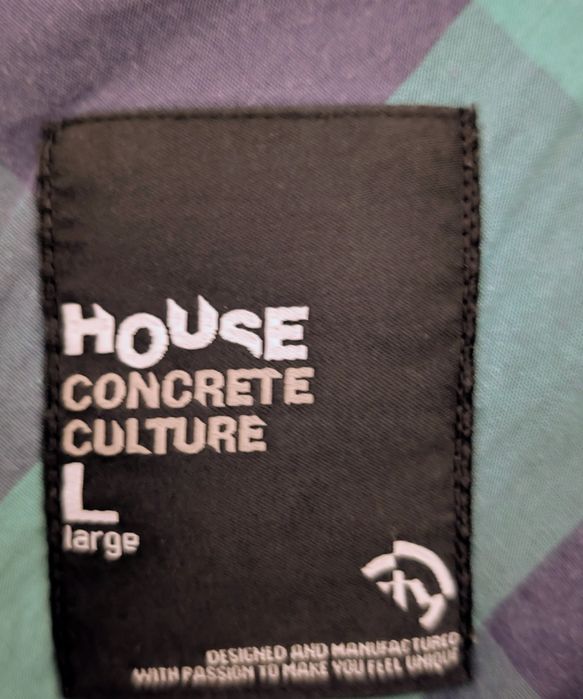 HOUSE
CONCRETE
CULTURE
L
large
DESIGNED AND MANUFACTURED
WITH PASSION TO MAKE YOU FEEL UNIQUE